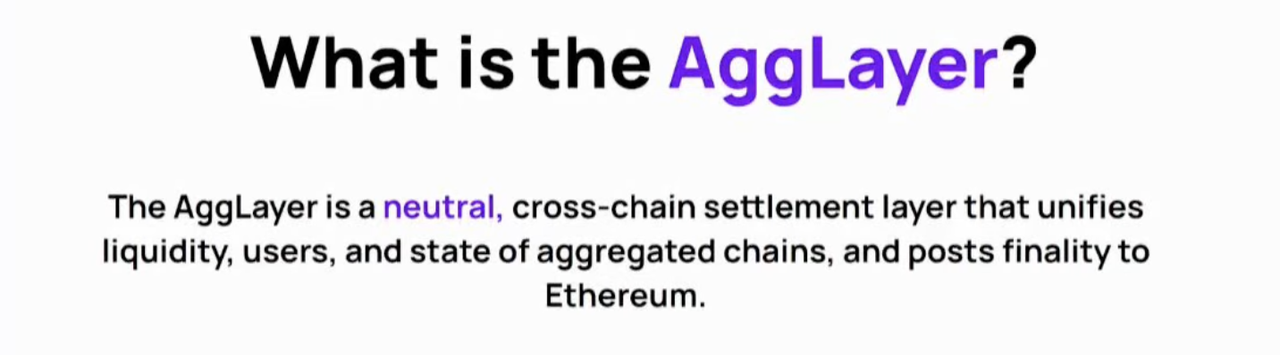 What is the AggLayer?
The AggLayer is a neutral, cross-chain settlement layer that unifies
liquidity, users, and state of aggregated chains, and posts finality to
Ethereum.